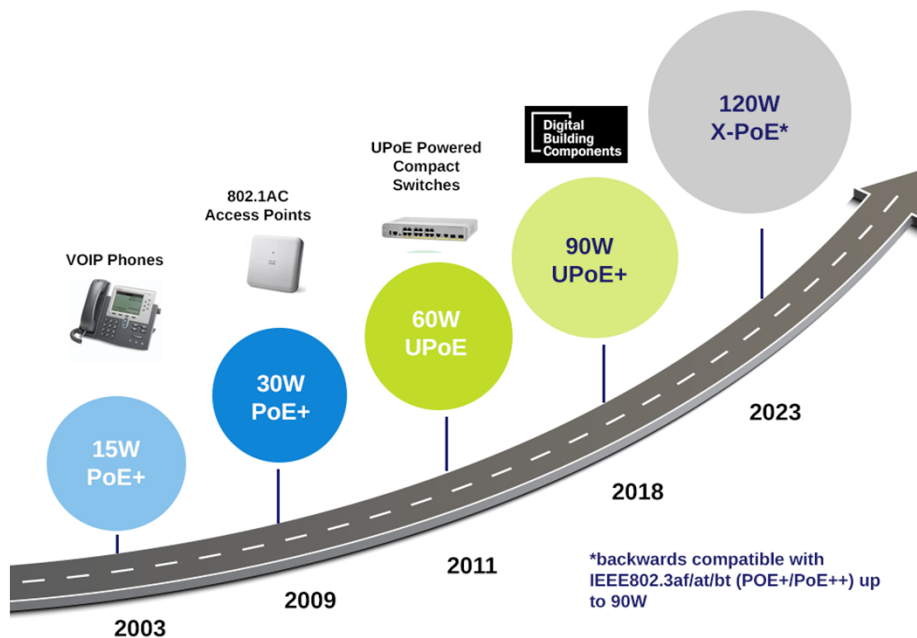 VOIP Phones
15W
PoE+
2003
802.1AC
Access Points
30W
PoE+
2009
UPoE Powered
Compact
Switches
60W
UPoE
2011
Digital
Building
Components
90W
UPoE+
2018
120W
X-PoE*
2023
*backwards compatible with
IEEE802.3af/at/bt (POE+/PoE++) up
to 90W